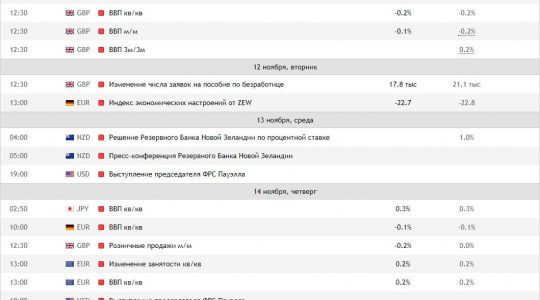 12:30 GBP ВВП кв/кв -0.2% -0.2%
12:30 GBP ВВП м/м -0.1% -0.2%
12:30 GBP ВВП 3м/3м 0.2%
12 ноября, вторник
12:30 GBP Изменение числа заявок на пособие по безработице 17.8 тыс 21.1 тыс
13:00 EUR Индекс экономических настроений от ZEW -22.7 -22.8
13 ноября, среда
04:00 NZD Решение Резервного Банка Новой Зеландии по процентной ставке 1.0%
05:00 NZD Пресс-конференция Резервного Банка Новой Зеландии
19:00 USD Выступление председателя ФРС Пауэлла
14 ноября, четверг
02:50 JPY ВВП кв/кв 0.3% 0.3%
10:00 EUR ВВП кв/кв -0.1% -0.1%
12:30 GBP Розничные продажи м/м -0.2% 0.0%
13:00 EUR Изменение занятости кв/кв 0.2% 0.2%
13:00 EUR ВВП кв/кв 0.2% 0.2%